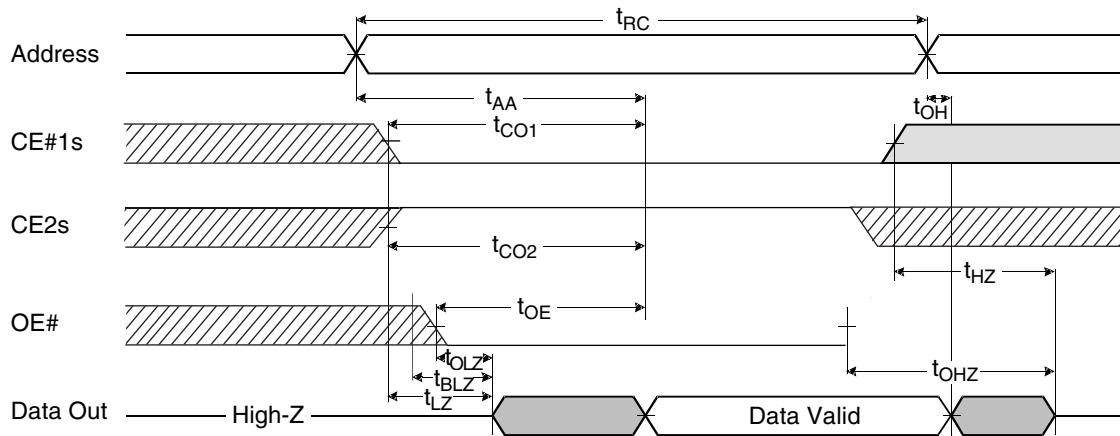 tRC
Address
tAA
tOH
tCO1
CE#1s
CE2s
tCO2
tHZ
tOE
OE#
tOLZ
tBLZ
tOHZ
tLZ
Data Out High-Z Data Valid